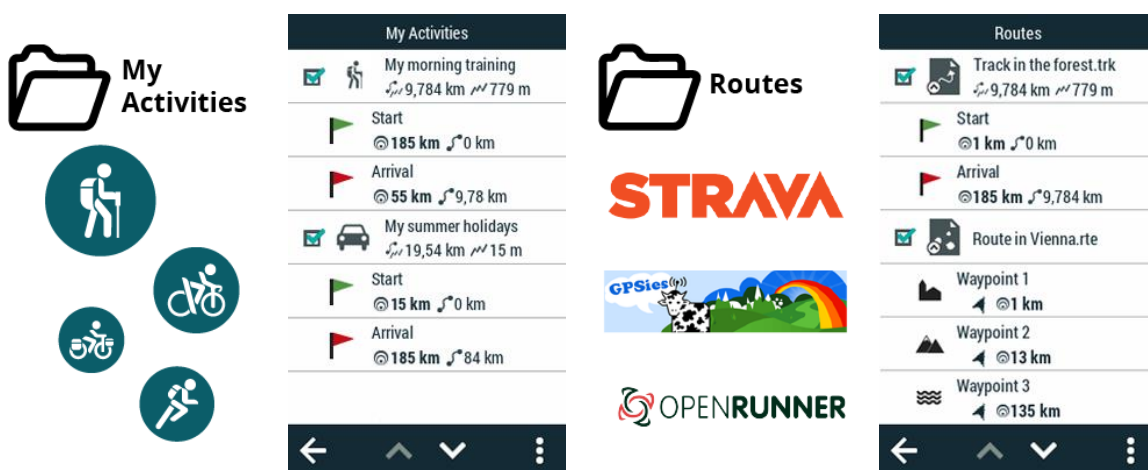 My
Activities
My Activities
My morning training
9,784 km 779 m
Start
185 km 0 km
Arrival
55 km 9,78 km
My summer holidays
19,54 km 15 m
Start
15 km 0 km
Arrival
185 km 84 km
Routes
STRAVA
GPSies
OPENRUNNER
Routes
Track in the forest.trk
9,784 km 779 m
Start
1 km 0 km
Arrival
185 km 9,784 km
Route in Vienna.rte
Waypoint 1
1 km
Waypoint 2
13 km
Waypoint 3
135 km